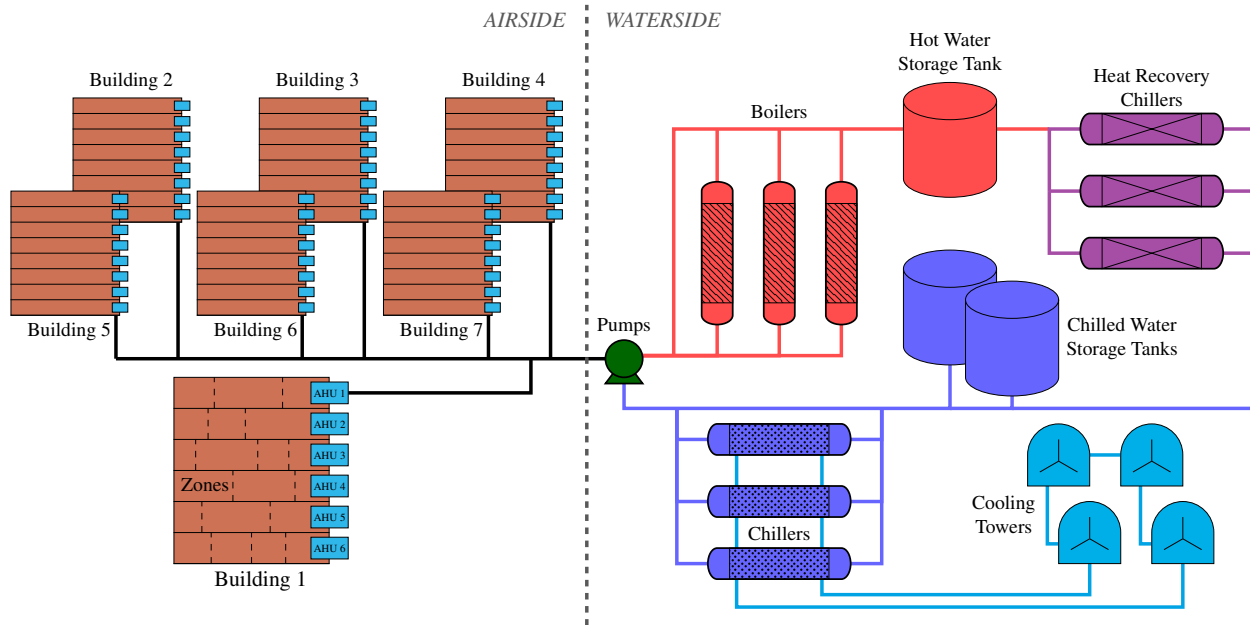 AIRSIDE
WATERSIDE
Building 2
Building 3
Building 4
Building 5
Building 6
Building 7
AHU 1
AHU 2
AHU 3
AHU 4
AHU 5
AHU 6
Zones
Building 1
Pumps
Boilers
Hot Water
Storage Tank
Heat Recovery
Chillers
Chilled Water
Storage Tanks
Chillers
Cooling
Towers